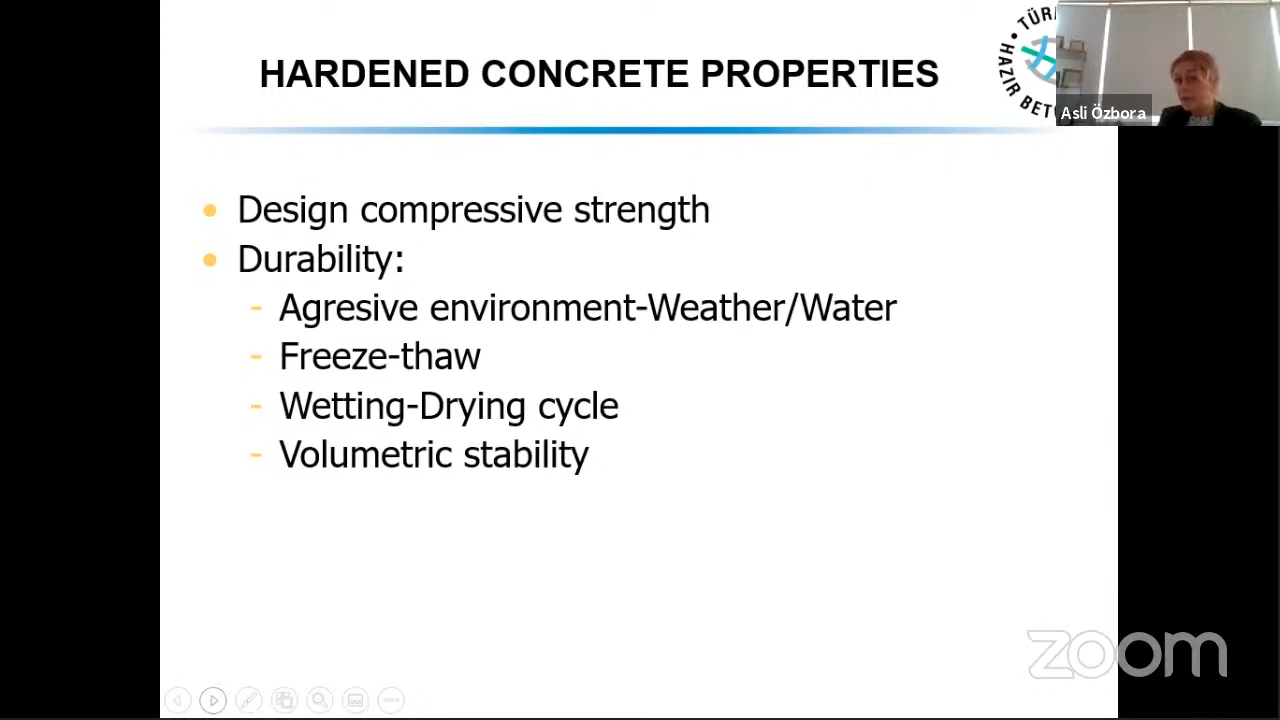 HARDENED CONCRETE PROPERTIES
HAZIR
Asli Özbora
• Design compressive strength
• Durability:
- Agresive environment-Weather/Water
- Freeze-thaw
- Wetting-Drying cycle
- Volumetric stability
zoom